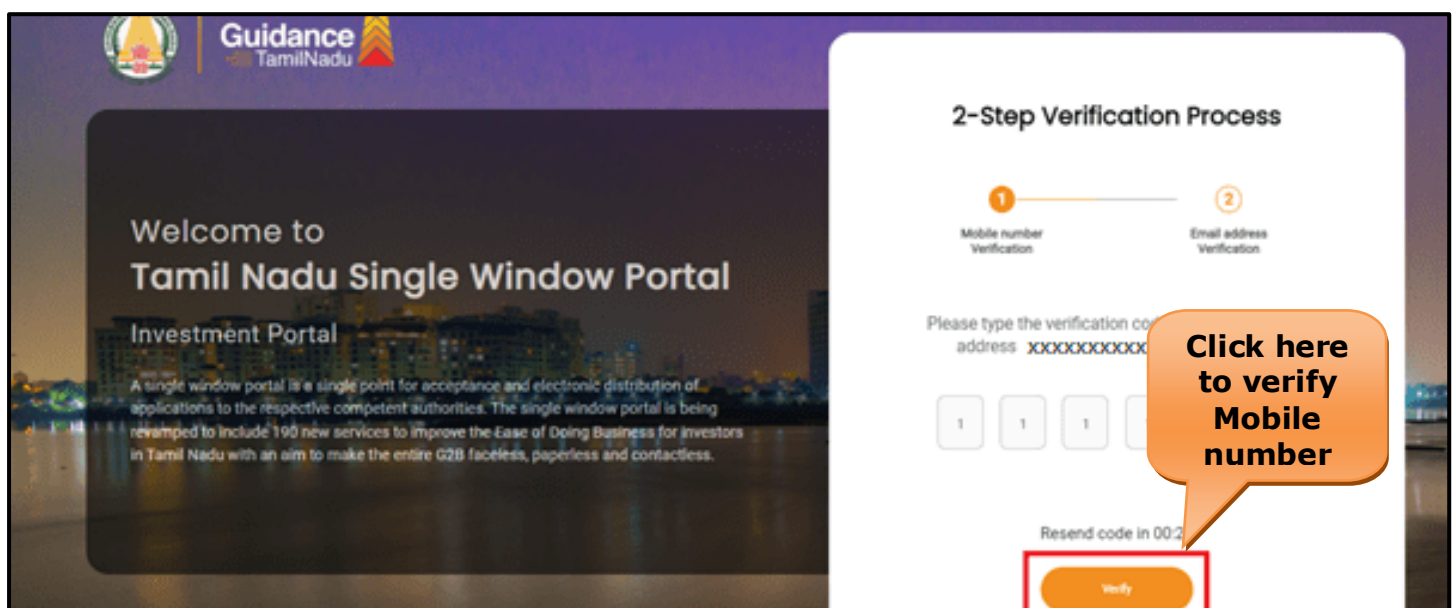 Guidance
TamilNadu
Welcome to
Tamil Nadu Single Window Portal
Investment Portal
A single window portal is a single point for acceptance and electronic distribution of
applications to the respective competent authorities. The single window portal is being
revamped to include 190 new services to improve the Ease of Doing Business for investors
in Tamil Nadu with an aim to make the entire G2B faceless, paperless and contactless.
2-Step Verification Process
1
2
Mobile number
Verification
Email address
Verification
Please type the verification
address xxxxxxxxxx
1 1 1
Click here
to verify
Mobile
number
Resend code in 00:2
Verify